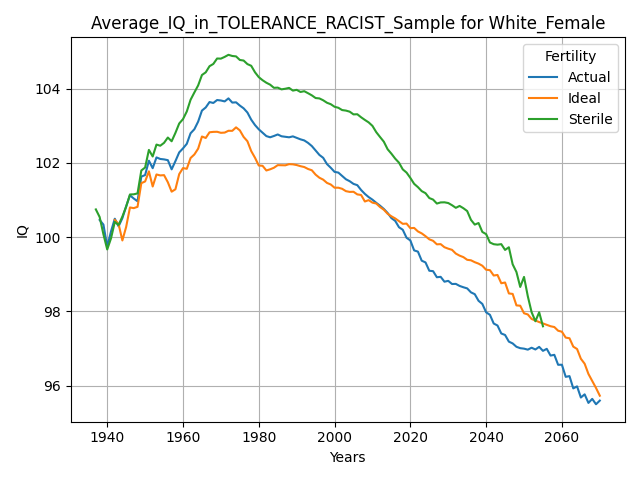 Average_IQ_in_TOLERANCE_RACIST_Sample for White_Female
Fertility
Actual
Ideal
Sterile
IQ
104
102
100
98
96
1940
1960
1980
2000
2020
2040
2060
Years